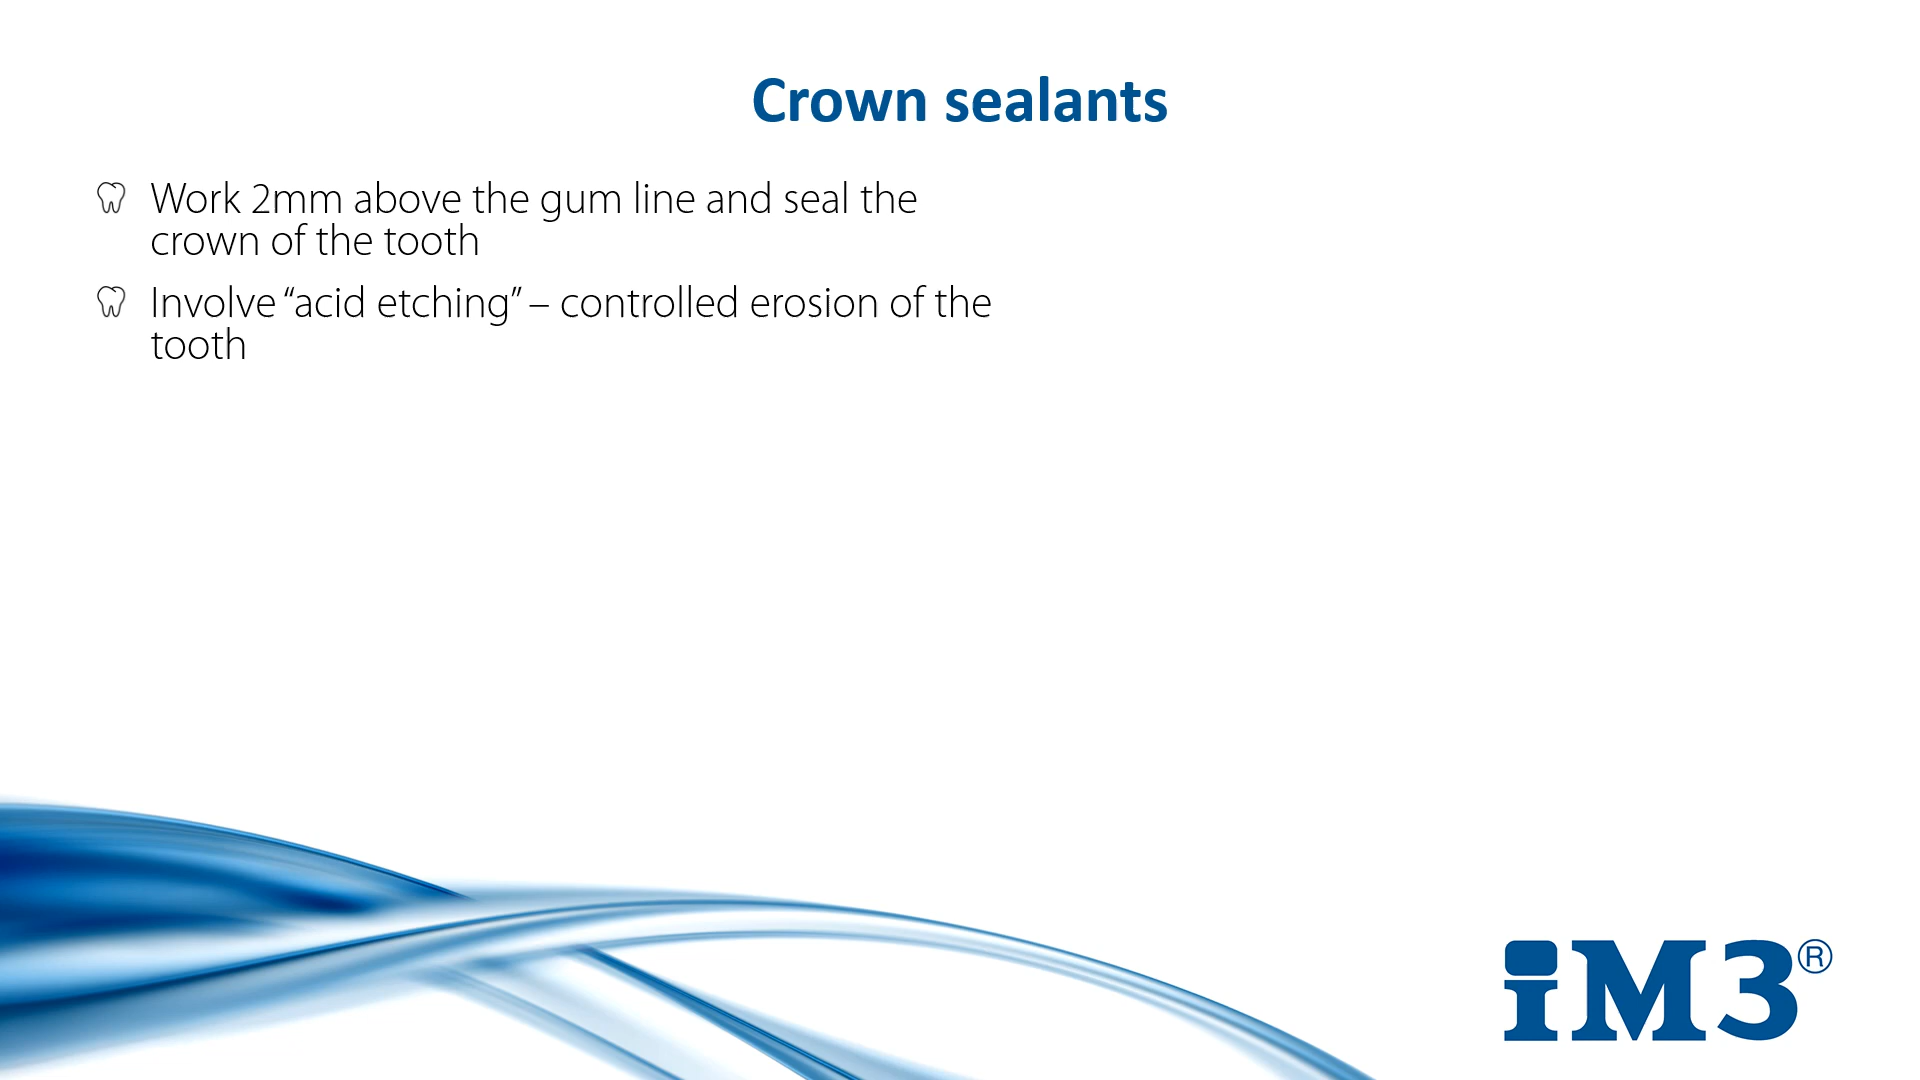 Crown sealants
Work 2mm above the gum line and seal the
crown of the tooth
Involve “acid etching” – controlled erosion of the
tooth
iM3®